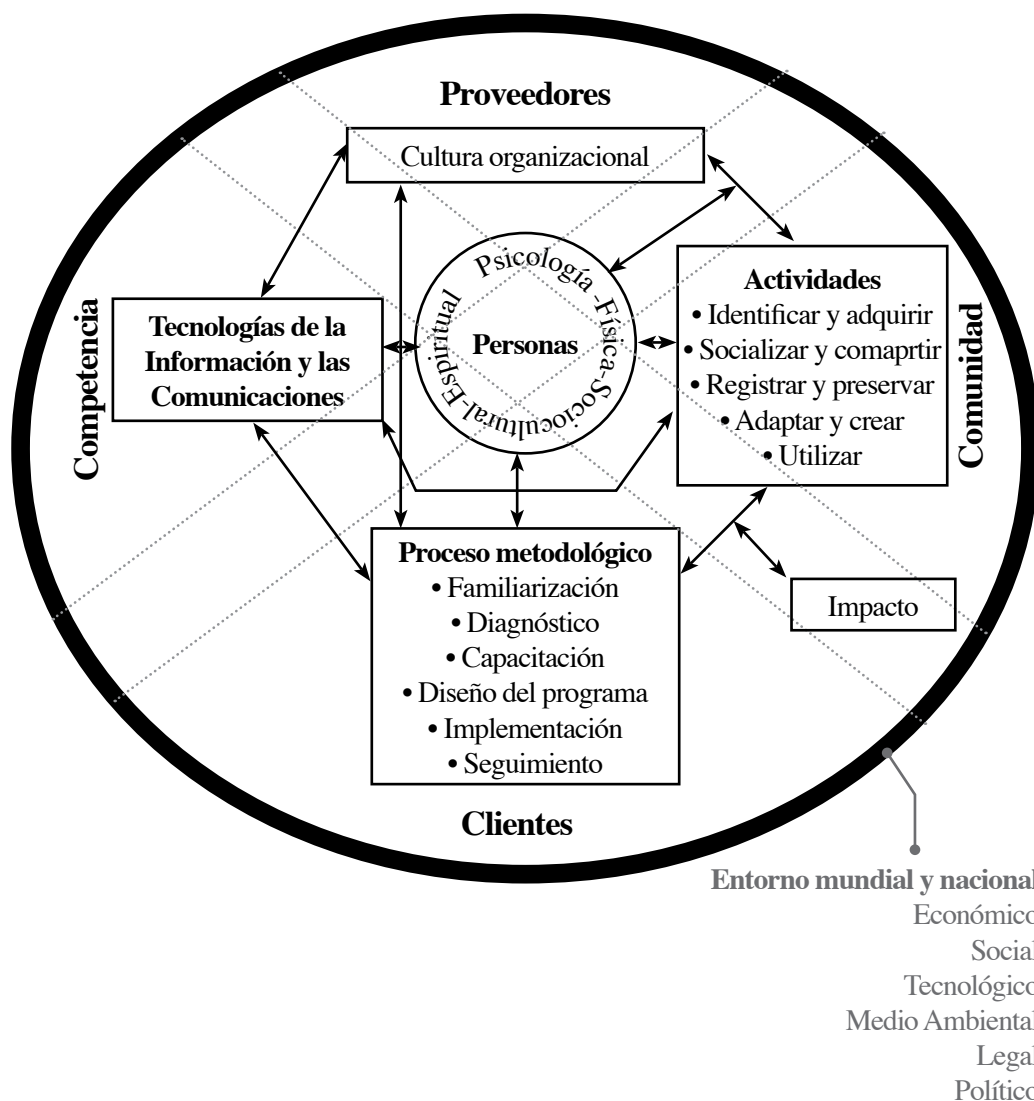 Proveedores
Cultura organizacional
Psicología -Física-Sociocultural-Espiritual
Personas
Competencia
Tecnologías de la
Información y las
Comunicaciones
Actividades
• Identificar y adquirir
• Socializar y comaprtir
• Registrar y preservar
• Adaptar y crear
• Utilizar
Comunidad
Proceso metodológico
• Familiarización
• Diagnóstico
• Capacitación
• Diseño del programa
• Implementación
• Seguimiento
Impacto
Clientes
Entorno mundial y nacional
Económico
Social
Tecnológico
Medio Ambiental
Legal
Político